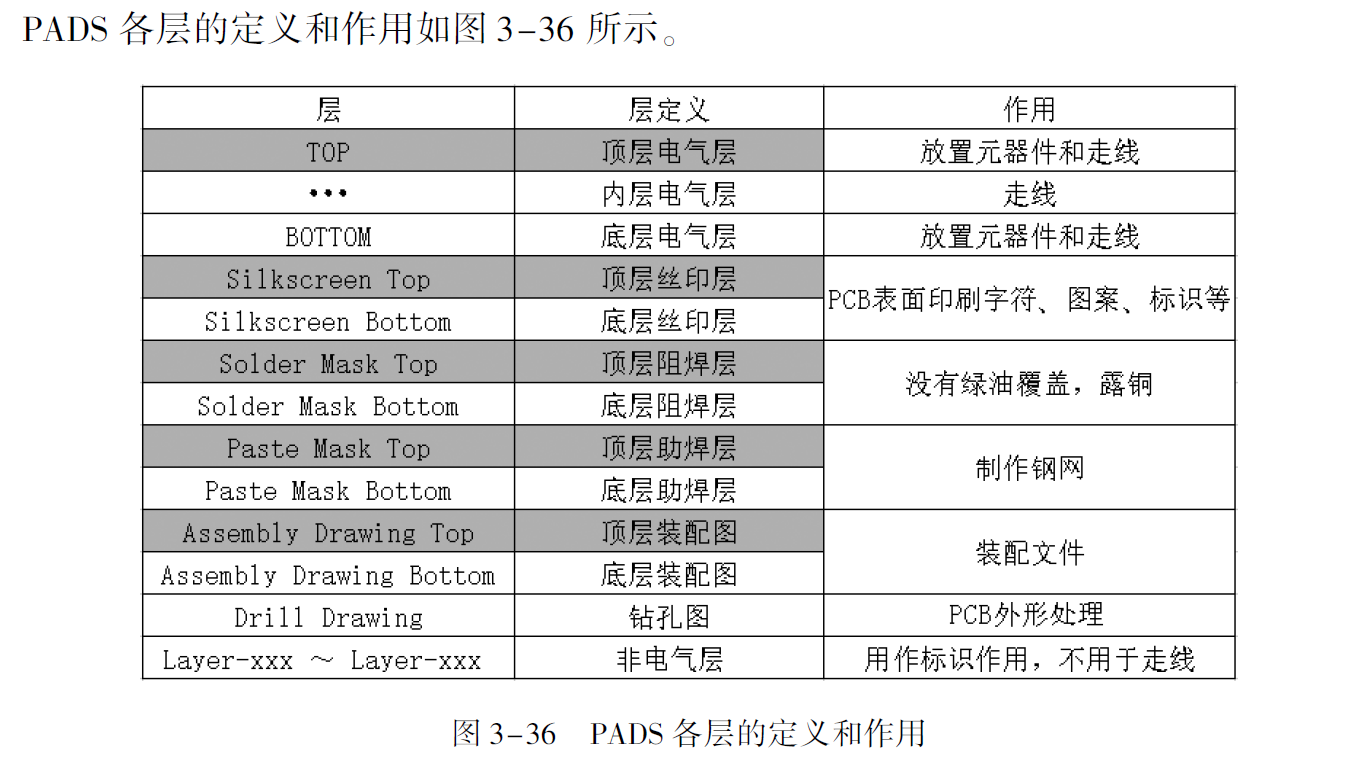 PADS 各层的定义和作用如图 3-36 所示。
层 层定义 作用
TOP 顶层电气层 放置元器件和走线
••• 内层电气层 走线
BOTTOM 底层电气层 放置元器件和走线
Silkscreen Top 顶层丝印层
PCB表面印刷字符、图案、标识等
Silkscreen Bottom 底层丝印层
Solder Mask Top 顶层阻焊层
没有绿油覆盖，露铜
Solder Mask Bottom 底层阻焊层
Paste Mask Top 顶层助焊层
制作钢网
Paste Mask Bottom 底层助焊层
Assembly Drawing Top 顶层装配图
装配文件
Assembly Drawing Bottom 底层装配图
Drill Drawing 钻孔图 PCB外形处理
Layer-xxx ～ Layer-xxx 非电气层 用作标识作用，不用于走线
图 3-36 PADS 各层的定义和作用